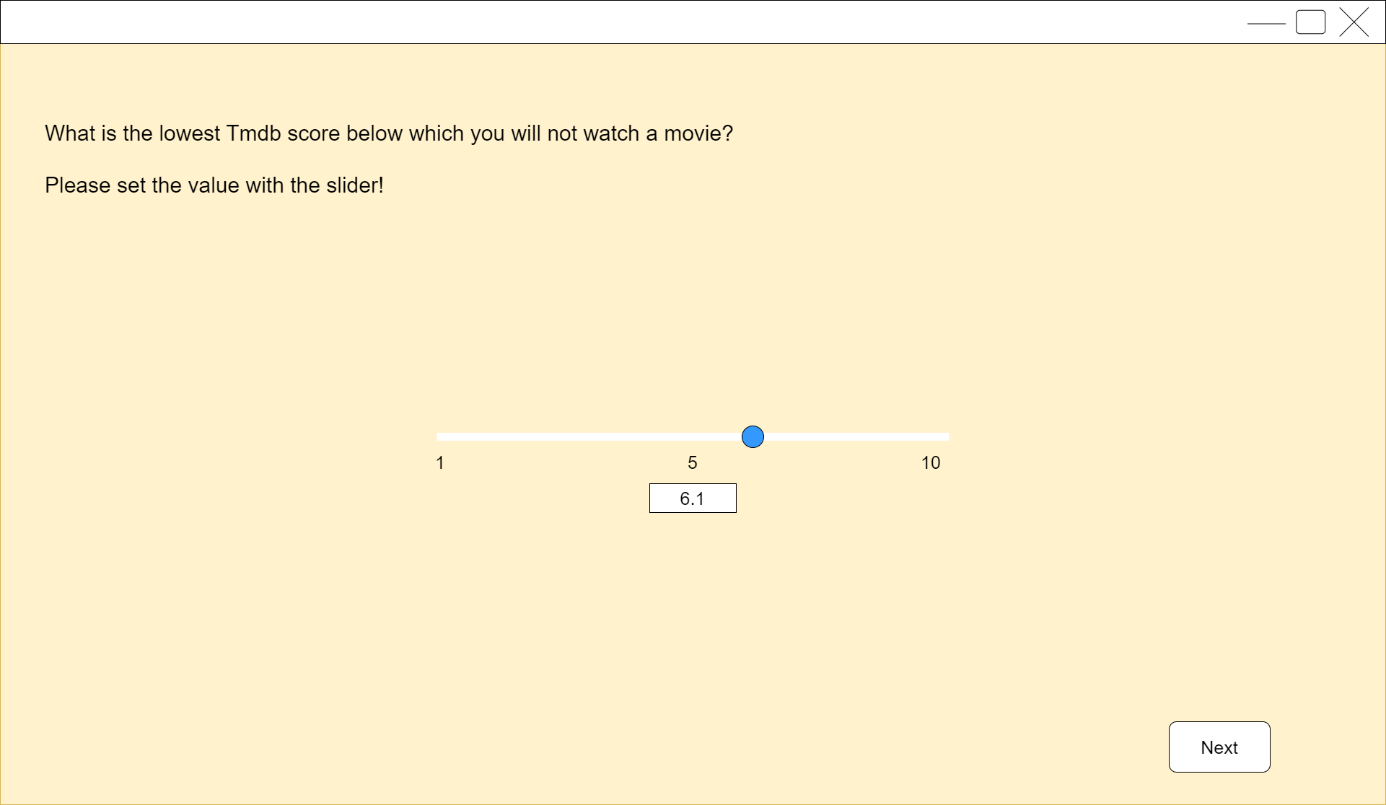 What is the lowest Tmdb score below which you will not watch a movie?
Please set the value with the slider!
1 5 10
6.1
Next